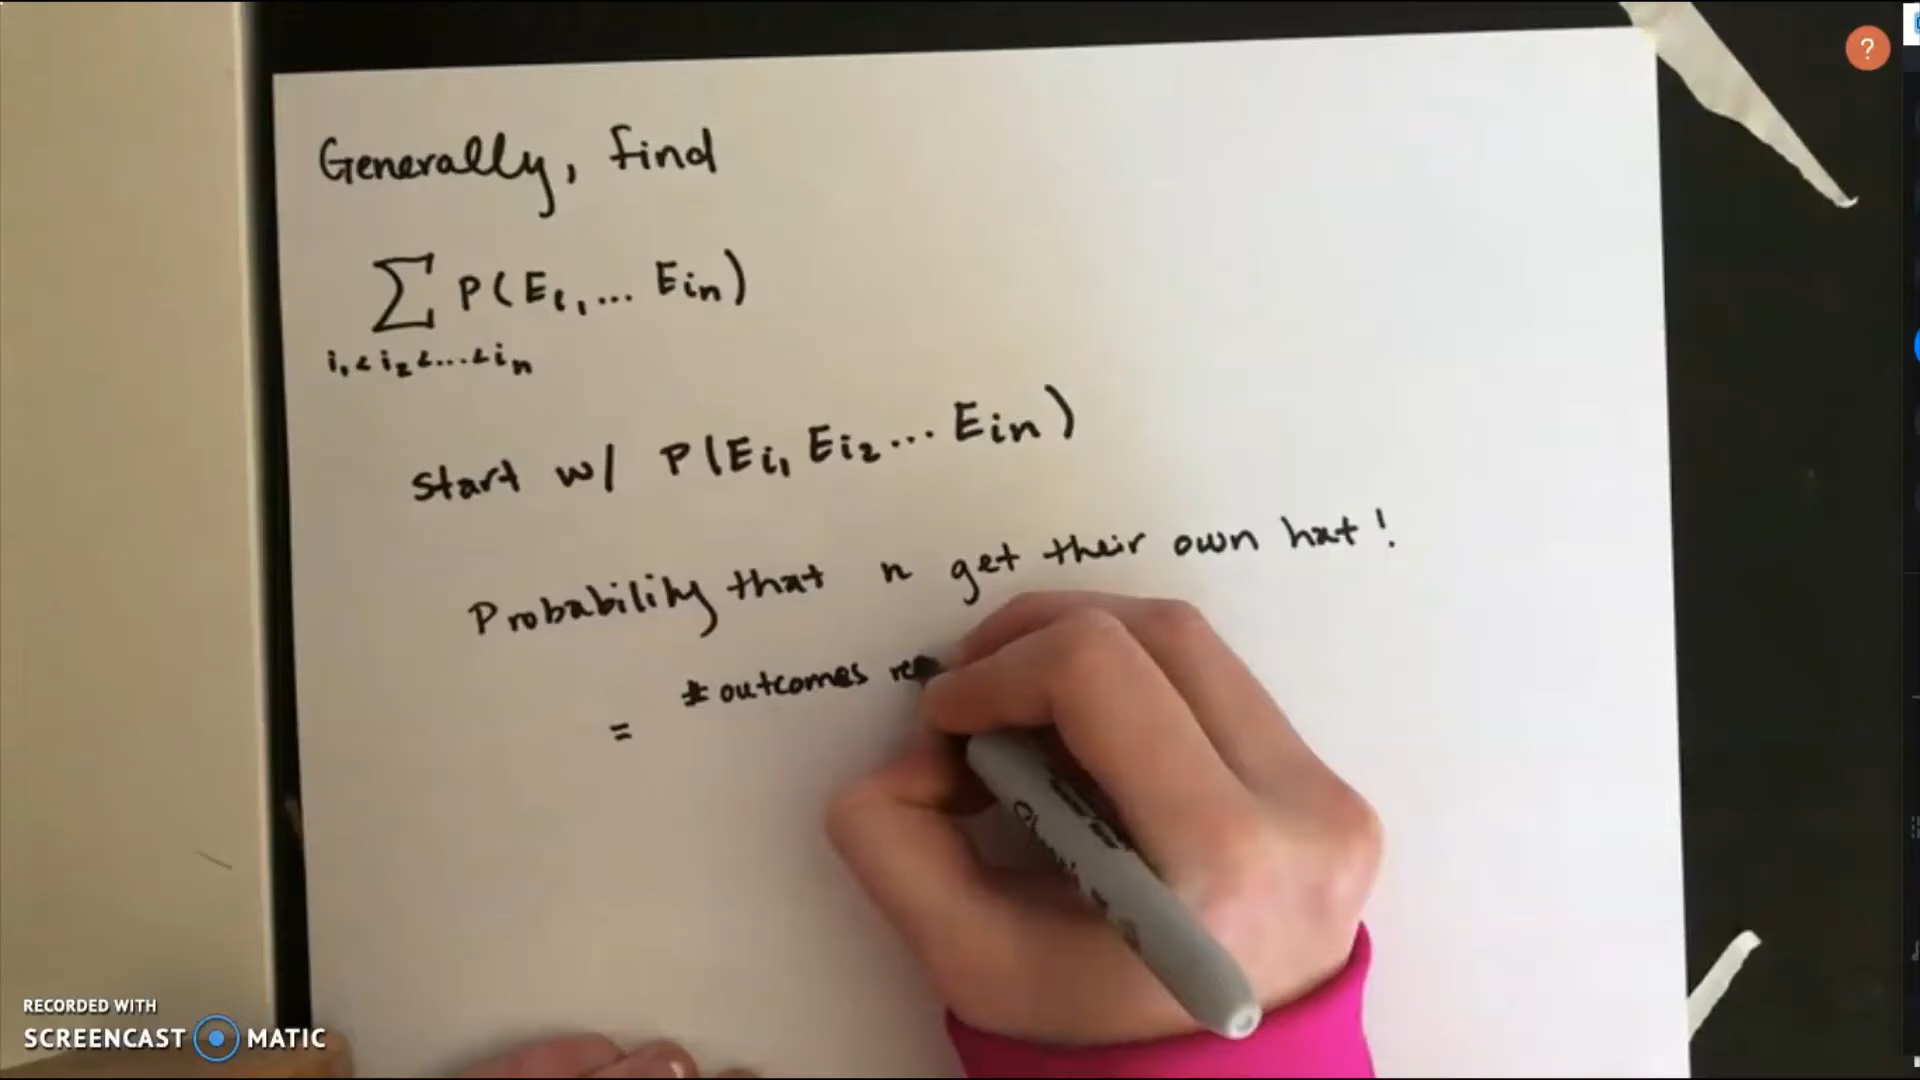 Generally, find
∑ P(Ei, ... Ein)
i1 < i2 < ... < in
start w/ P(Ei1 Ei2 ... Ein)
Probability that n get their own hat!
# outcomes
=
?
RECORDED WITH
SCREENCAST MATIC